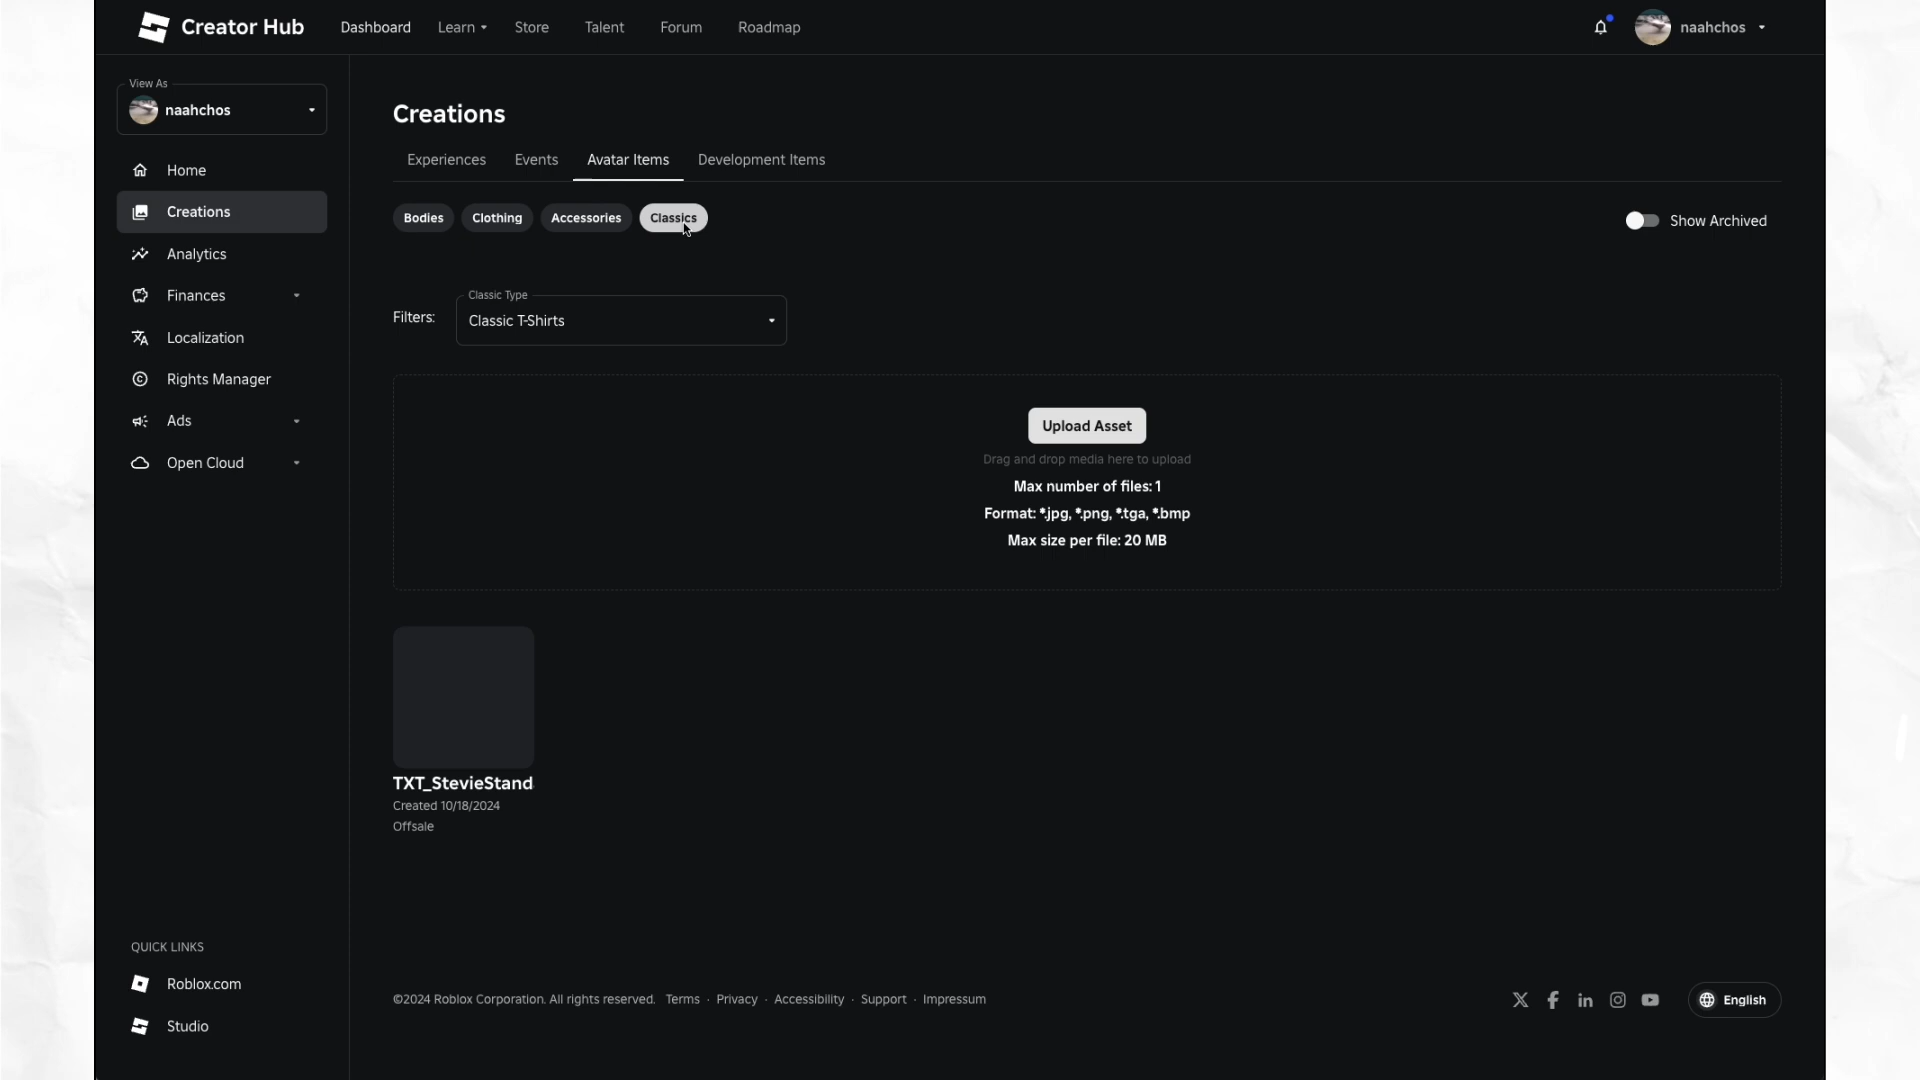 Creator Hub
Dashboard
Learn
Store
Talent
Forum
Roadmap
naahchos
View As
naahchos
Home
Creations
Analytics
Finances
Localization
Rights Manager
Ads
Open Cloud
QUICK LINKS
Roblox.com
Studio
Creations
Experiences
Events
Avatar Items
Development Items
Bodies
Clothing
Accessories
Classics
Show Archived
Filters:
Classic Type
Classic T-Shirts
Upload Asset
Drag and drop media here to upload
Max number of files: 1
Format: *.jpg, *.png, *.tga, *.bmp
Max size per file: 20 MB
TXT_StevieStand
Created 10/18/2024
Offsale
©2024 Roblox Corporation. All rights reserved. Terms · Privacy · Accessibility · Support · Impressum
English